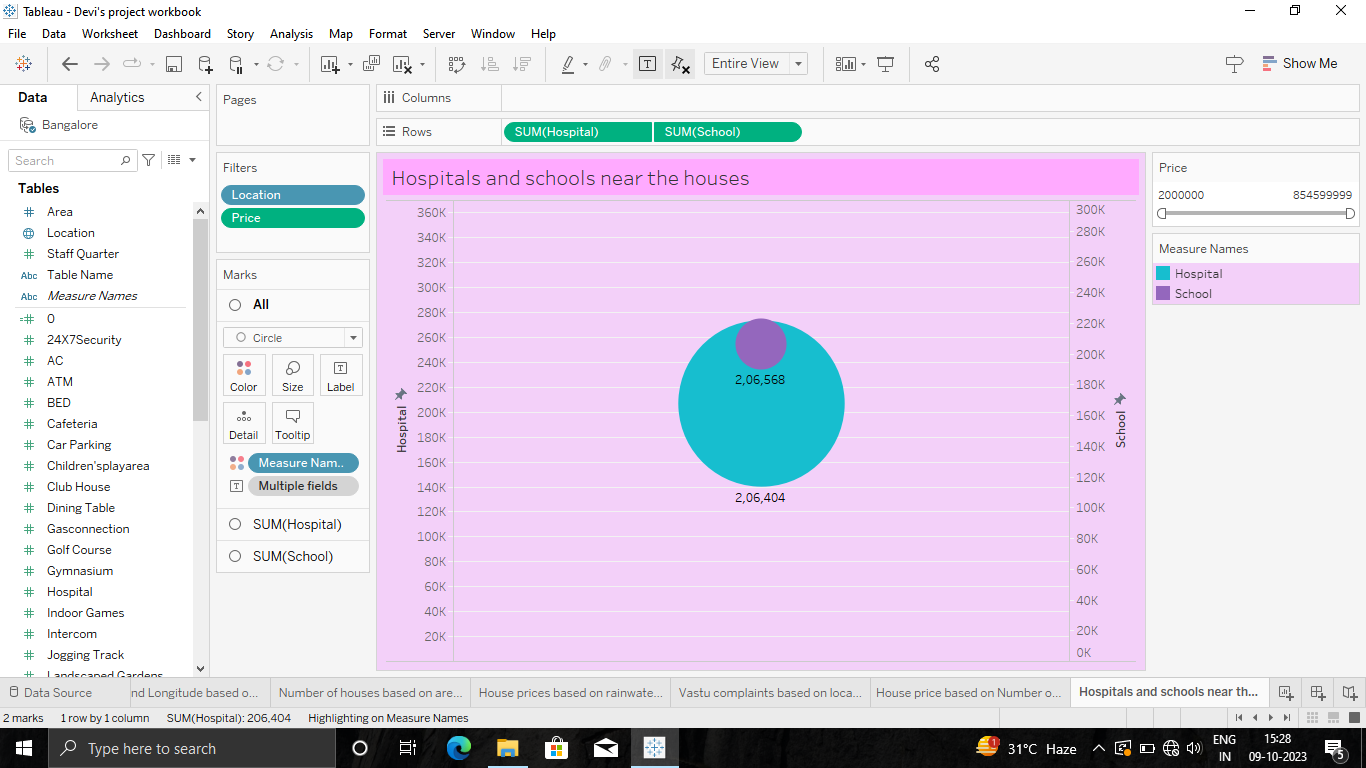 Tableau - Devi's project workbook
File Data Worksheet Dashboard Story Analysis Map Format Server Window Help
Entire View
Show Me
Data Analytics
Bangalore
Search
Tables
Area
Location
Staff Quarter
Abc Table Name
Abc Measure Names
0
24X7Security
AC
ATM
BED
Cafeteria
Car Parking
Children'splayarea
Club House
Dining Table
Gasconnection
Golf Course
Gymnasium
Hospital
Indoor Games
Intercom
Jogging Track
Landscaped Gardens
Pages
Filters
Location
Price
Marks
All
Circle
Color Size Label
Detail Tooltip
Measure Nam..
Multiple fields
SUM(Hospital)
SUM(School)
Columns
Rows SUM(Hospital) SUM(School)
Hospitals and schools near the houses
360K
340K
320K
300K
280K
260K
240K
220K
200K
180K
160K
140K
120K
100K
80K
60K
40K
20K
Hospital
2,06,568
2,06,404
300K
280K
260K
240K
220K
200K
180K
160K
140K
120K
100K
80K
60K
40K
20K
0K
School
Price
2000000 854599999
Measure Names
Hospital
School
Data Source nd Longitude based o... Number of houses based on are... House prices based on rainwate... Vastu complaints based on loca... House price based on Number o... Hospitals and schools near th...
2 marks 1 row by 1 column SUM(Hospital): 206,404 Highlighting on Measure Names
Type here to search
1
31°C Haze
ENG
IN
15:28
09-10-2023
5